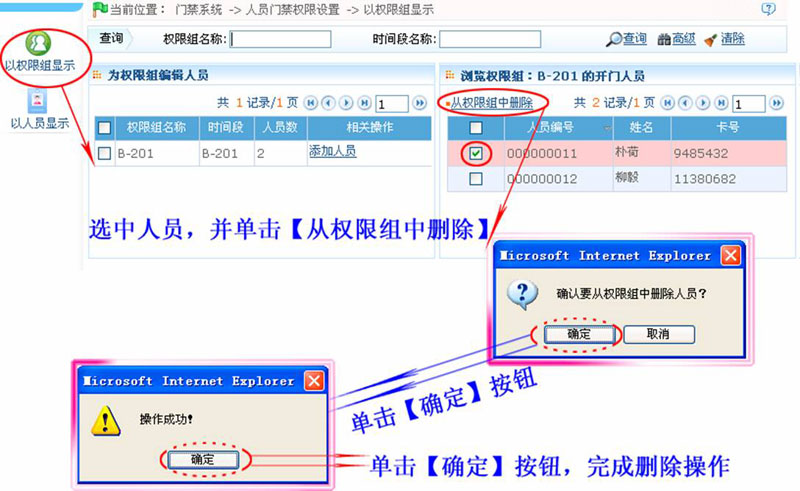 当前位置： 门禁系统 -> 人员门禁权限设置 -> 以权限组显示
以权限组显示
以人员显示
查询 权限组名称: 时间段名称: 查询 高级 清除
为权限组编辑人员
共 1 记录/1 页 1
权限组名称 时间段 人员数 相关操作
B-201 B-201 2 添加人员
浏览权限组：B-201 的开门人员
从权限组中删除 共 2 记录/1 页 1
人员编号 姓名 卡号
000000011 朴荷 9485432
000000012 柳毅 11380682
选中人员，并单击【从权限组中删除】
Microsoft Internet Explorer
确认要从权限组中删除人员？
确定 取消
单击【确定】按钮
Microsoft Internet Explorer
操作成功!
确定
单击【确定】按钮，完成删除操作